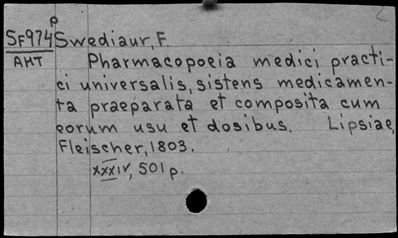 P
SF974 Swediaur, F.
AHT Pharmacopoeia medici practi-
ci universalis, sistens medicamen-
ta praeparata et composita cum
eorum usu et dosibus. Lipsiae,
Fleischer, 1803.
xxxiv, 501 p.